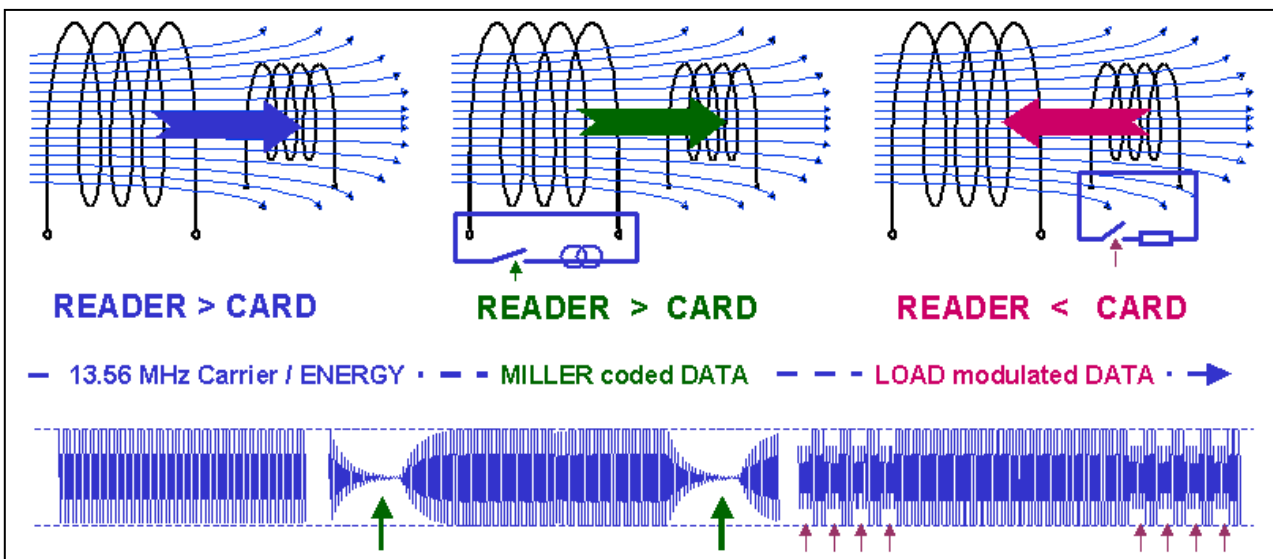 READER > CARD
READER > CARD
READER < CARD
13.56 MHz Carrier / ENERGY
MILLER coded DATA
LOAD modulated DATA